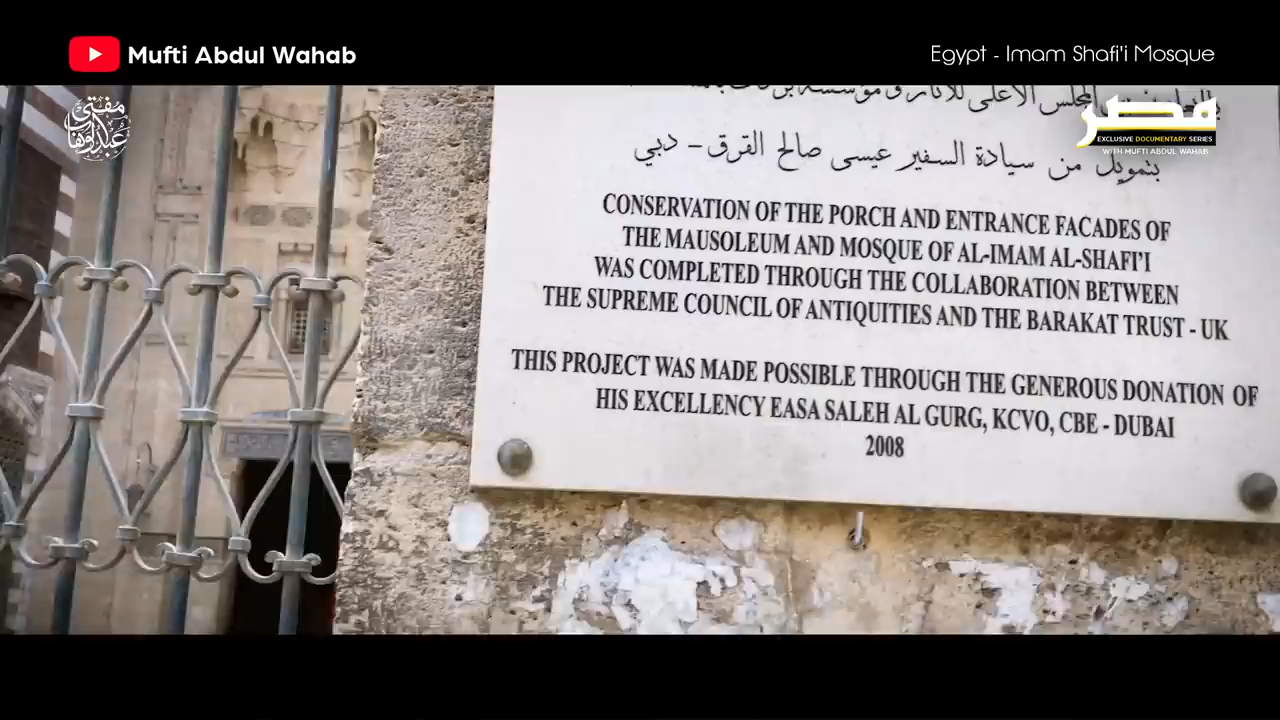 Mufti Abdul Wahab
Egypt - Imam Shafi'i Mosque
مصر
EXCLUSIVE DOCUMENTARY SERIES
WITH MUFTI ABDUL WAHAB
المجلس الأعلى للآثار ومؤسسة
بتمويل من سيادة السفير عيسى صالح القرق - دبي
CONSERVATION OF THE PORCH AND ENTRANCE FACADES OF
THE MAUSOLEUM AND MOSQUE OF AL-IMAM AL-SHAFI'I
WAS COMPLETED THROUGH THE COLLABORATION BETWEEN
THE SUPREME COUNCIL OF ANTIQUITIES AND THE BARAKAT TRUST - UK
THIS PROJECT WAS MADE POSSIBLE THROUGH THE GENEROUS DONATION OF
HIS EXCELLENCY EASA SALEH AL GURG, KCVO, CBE - DUBAI
2008